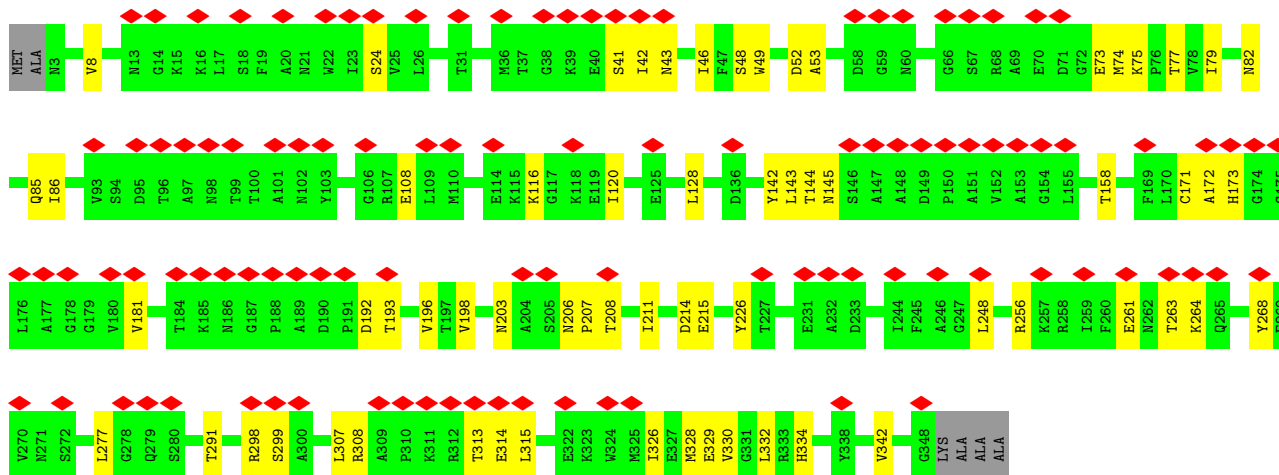 MET ALA N3 V8 N13 G14 K15 K16 L17 S18 F19 A20 N21 W22 I23 S24 V25 L26 T31 M36 T37 G38 K39 E40 S41 I42 N43 I46 F47 S48 W49 D52 A53 D58 G59 N60 G66 S67 R68 A69 E70 D71 G72 E73 M74 K75 P76 T77 V78 I79 N82
Q85 I86 V93 S94 D95 T96 A97 N98 T99 T100 A101 N102 Y103 G106 R107 E108 L109 M110 E114 K115 K116 G117 K118 E119 I120 E125 L128 D136 Y142 L143 T144 N145 S146 A147 A148 D149 P150 A151 V152 A153 G154 L155 T158 F169 L170 C171 A172 H173 G174
L176 A177 G178 G179 V180 V181 T184 K185 N186 G187 P188 A189 D190 P191 D192 T193 V196 T197 V198 N203 A204 S205 N206 P207 T208 I211 D214 E215 Y226 T227 E231 A232 D233 I244 F245 A246 G247 L248 R256 K257 R258 I259 F260 E261 N262 T263 K264 Q265 Y268
V270 N271 S272 L277 G278 Q279 S280 T291 R298 S299 A300 L307 R308 A309 P310 K311 R312 T313 E314 L315 E322 K323 W324 M325 I326 E327 M328 E329 V330 G331 L332 R333 H334 Y338 V342 G348 LYS ALA ALA ALA